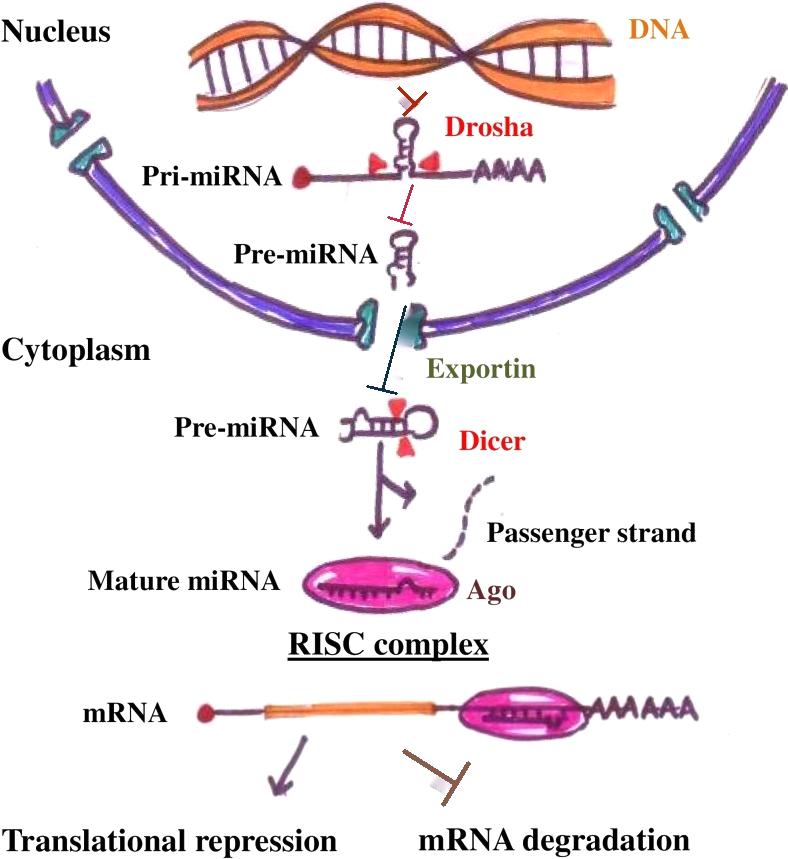 Nucleus
DNA
Drosha
Pri-miRNA
AAAA
Pre-miRNA
Cytoplasm
Exportin
Pre-miRNA
Dicer
Passenger strand
Mature miRNA
Ago
RISC complex
mRNA
AAAAAA
Translational repression
mRNA degradation